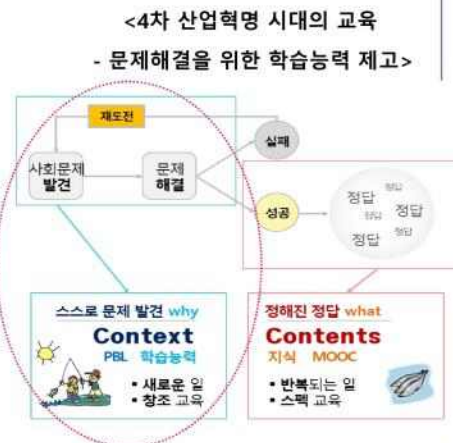 <4차 산업혁명 시대의 교육
- 문제해결을 위한 학습능력 제고>
재도전
실패
사회문제
발견
문제
해결
성공
정답
정답
정답
정답
정답
정답
스스로 문제 발견 why
Context
PBL 학습능력
▪ 새로운 일
▪ 창조 교육
정해진 정답 what
Contents
지식 MOOC
▪ 반복되는 일
▪ 스펙 교육